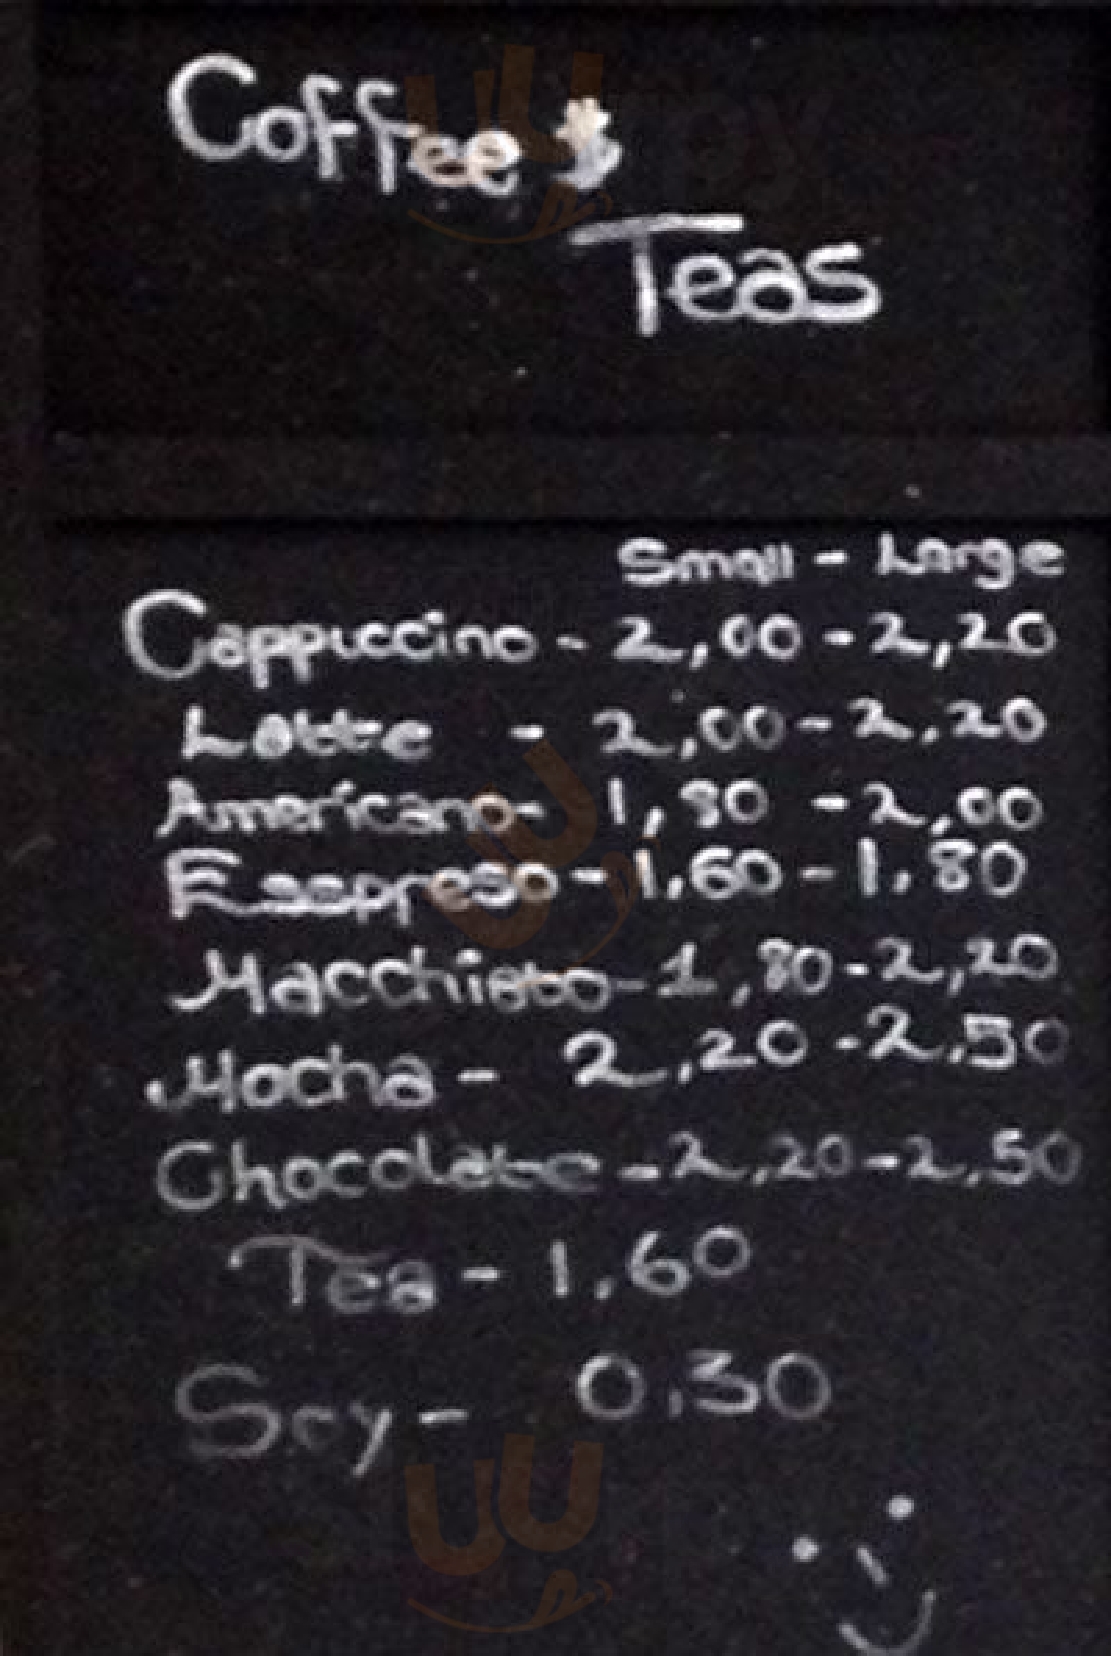 Coffee &
Teas
Small - Large
Cappuccino - 2,00 - 2,20
Latte - 2,00 - 2,20
Americano - 1,80 - 2,00
Esspreso - 1,60 - 1,80
Macchiato - 1,80 - 2,20
Mocha - 2,20 - 2,50
Chocolate - 2,20 - 2,50
Tea - 1,60
Soy - 0,30